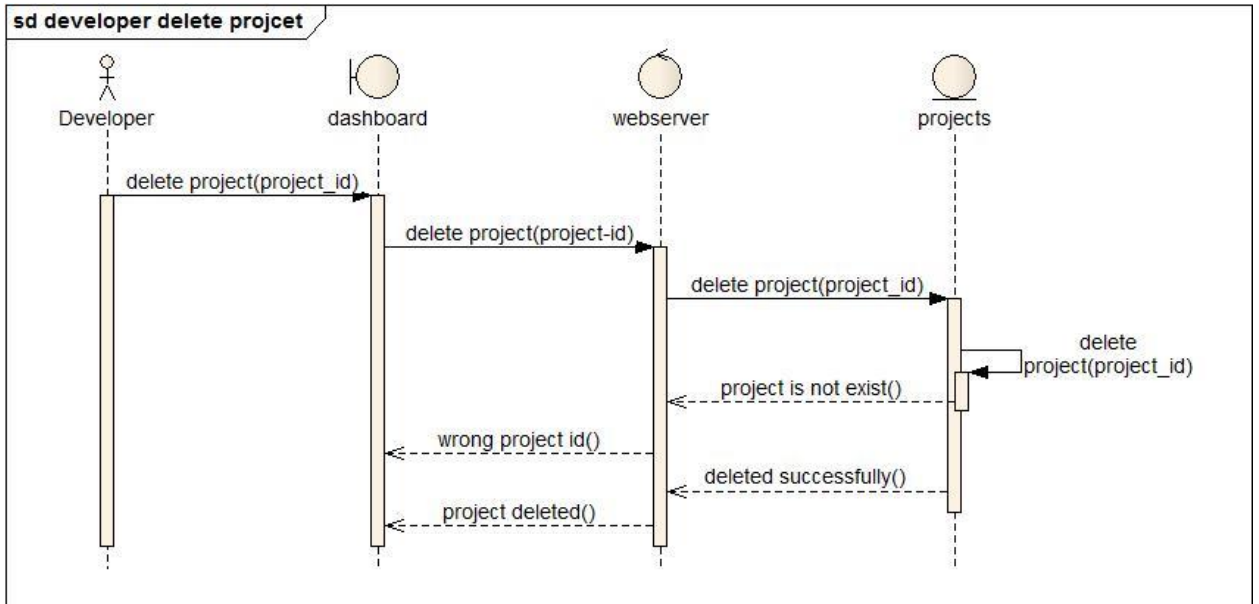 sd developer delete projcet
Developer
dashboard
webserver
projects
delete project(project_id)
delete project(project-id)
delete project(project_id)
delete
project(project_id)
project is not exist()
wrong project id()
deleted successfully()
project deleted()